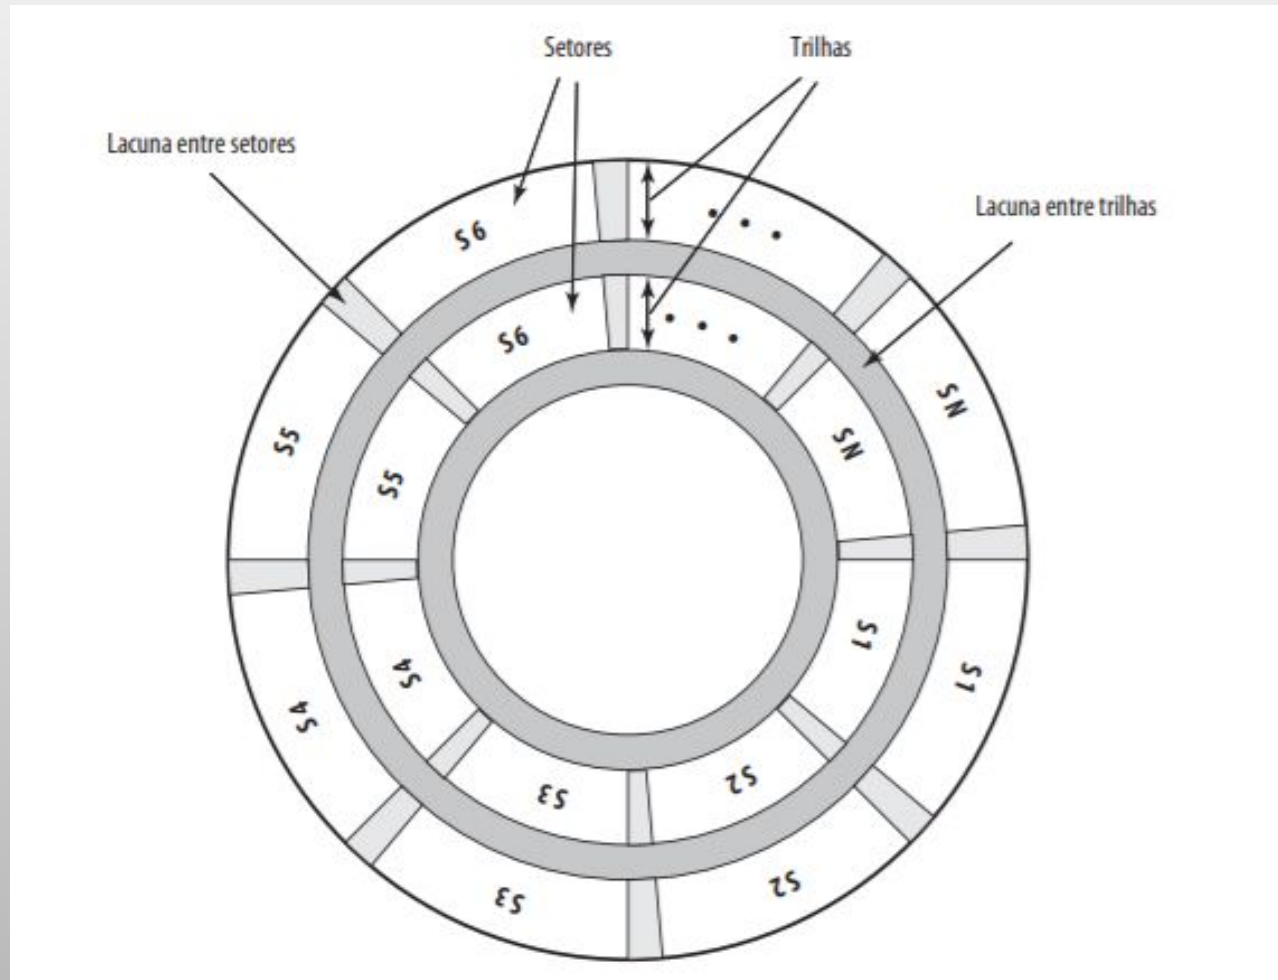 Setores
Trilhas
Lacuna entre setores
Lacuna entre trilhas
S6
• • •
S6
• • •
SN
SN
S5
S5
S1
S1
S4
S4
S3
S2
S3
S2